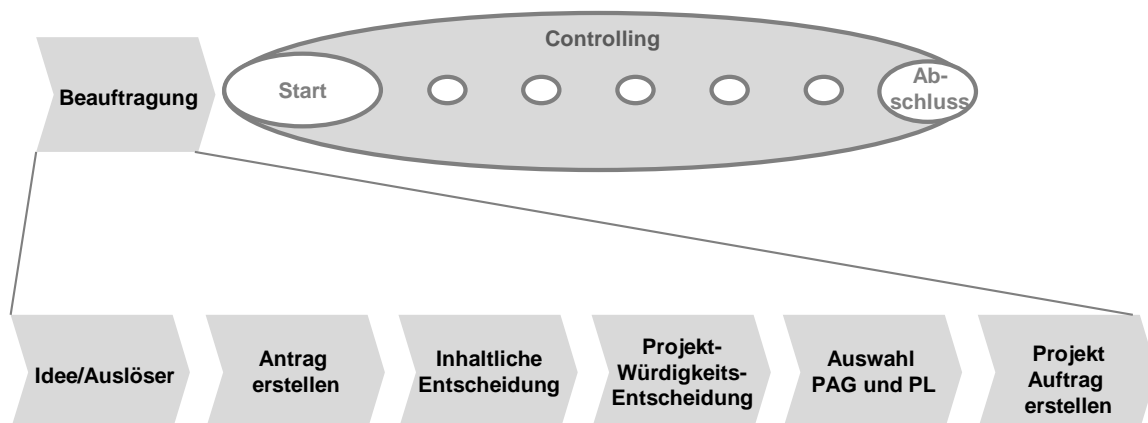 Controlling
Beauftragung
Start
Ab-
schluss
Idee/Auslöser
Antrag
erstellen
Inhaltliche
Entscheidung
Projekt-
Würdigkeits-
Entscheidung
Auswahl
PAG und PL
Projekt
Auftrag
erstellen